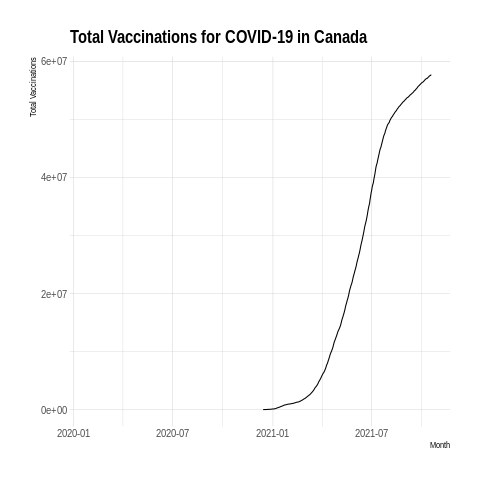 Total Vaccinations for COVID-19 in Canada
Total Vaccinations
6e+07
4e+07
2e+07
0e+00
2020-01 2020-07 2021-01 2021-07
Month